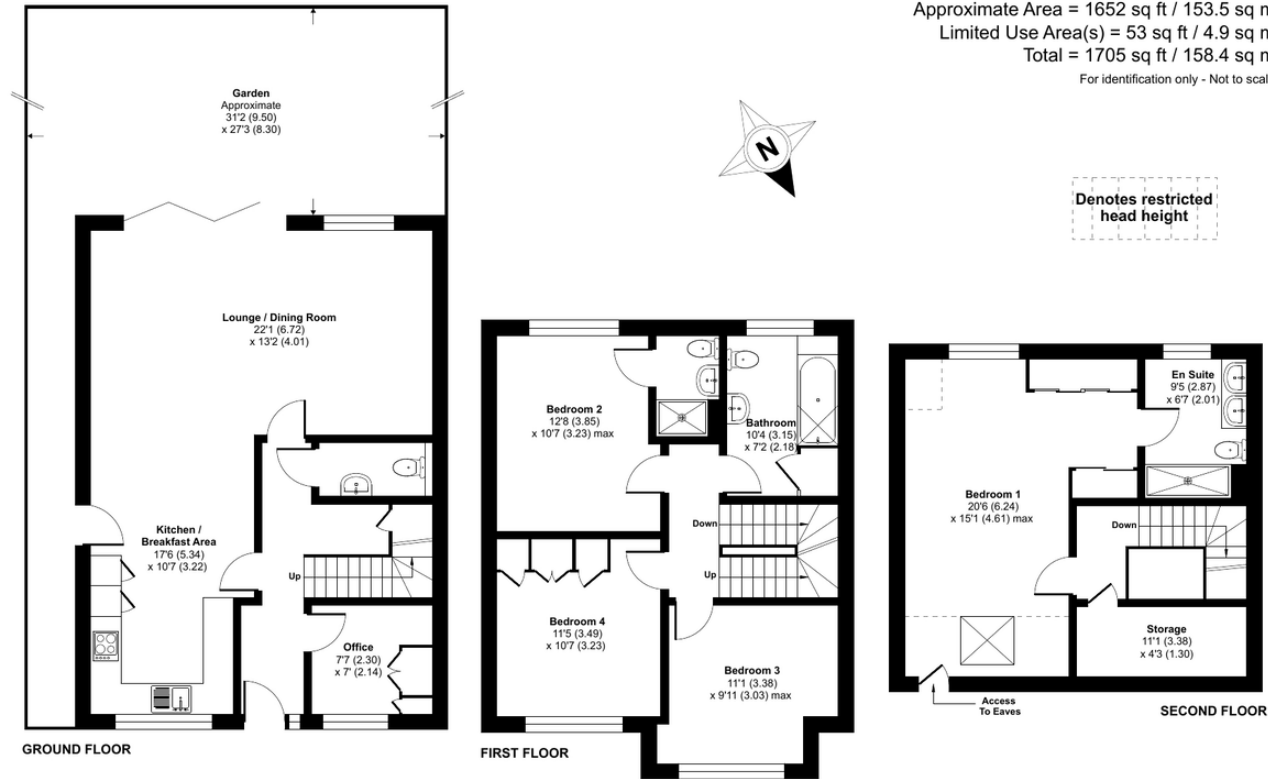 Approximate Area = 1652 sq ft / 153.5 sq m
Limited Use Area(s) = 53 sq ft / 4.9 sq m
Total = 1705 sq ft / 158.4 sq m
For identification only - Not to scal
N
Denotes restricted
head height
Garden
Approximate
31'2 (9.50)
x 27'3 (8.30)
Lounge / Dining Room
22'1 (6.72)
x 13'2 (4.01)
Kitchen /
Breakfast Area
17'6 (5.34)
x 10'7 (3.22)
Up
Office
7'7 (2.30)
x 7' (2.14)
GROUND FLOOR
Bedroom 2
12'8 (3.85)
x 10'7 (3.23) max
Bathroom
10'4 (3.15)
x 7'2 (2.18)
Down
Up
Bedroom 4
11'5 (3.49)
x 10'7 (3.23)
Bedroom 3
11'1 (3.38)
x 9'11 (3.03) max
FIRST FLOOR
En Suite
9'5 (2.87)
x 6'7 (2.01)
Bedroom 1
20'6 (6.24)
x 15'1 (4.61) max
Down
Storage
11'1 (3.38)
x 4'3 (1.30)
Access
To Eaves
SECOND FLOOR